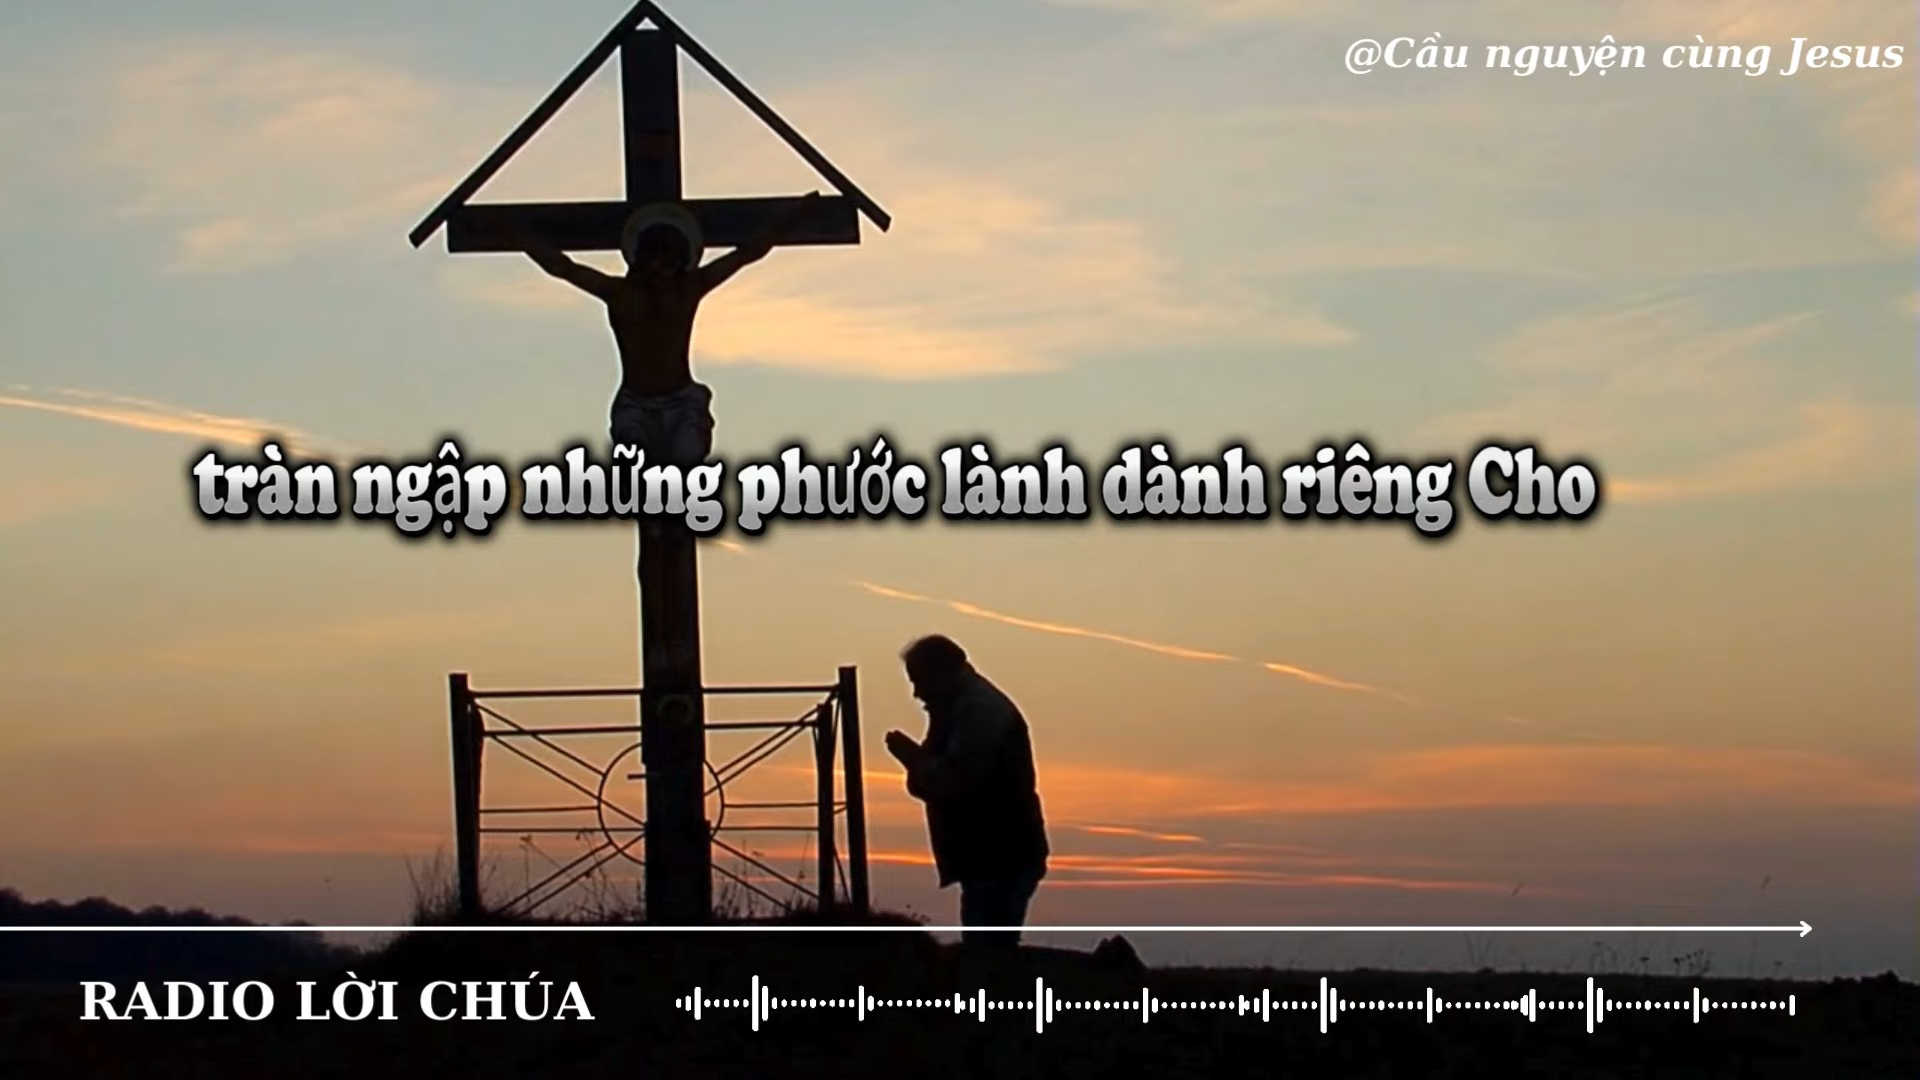 @Cầu nguyện cùng Jesus
tràn ngập những phước lành dành riêng Cho
RADIO LỜI CHÚA